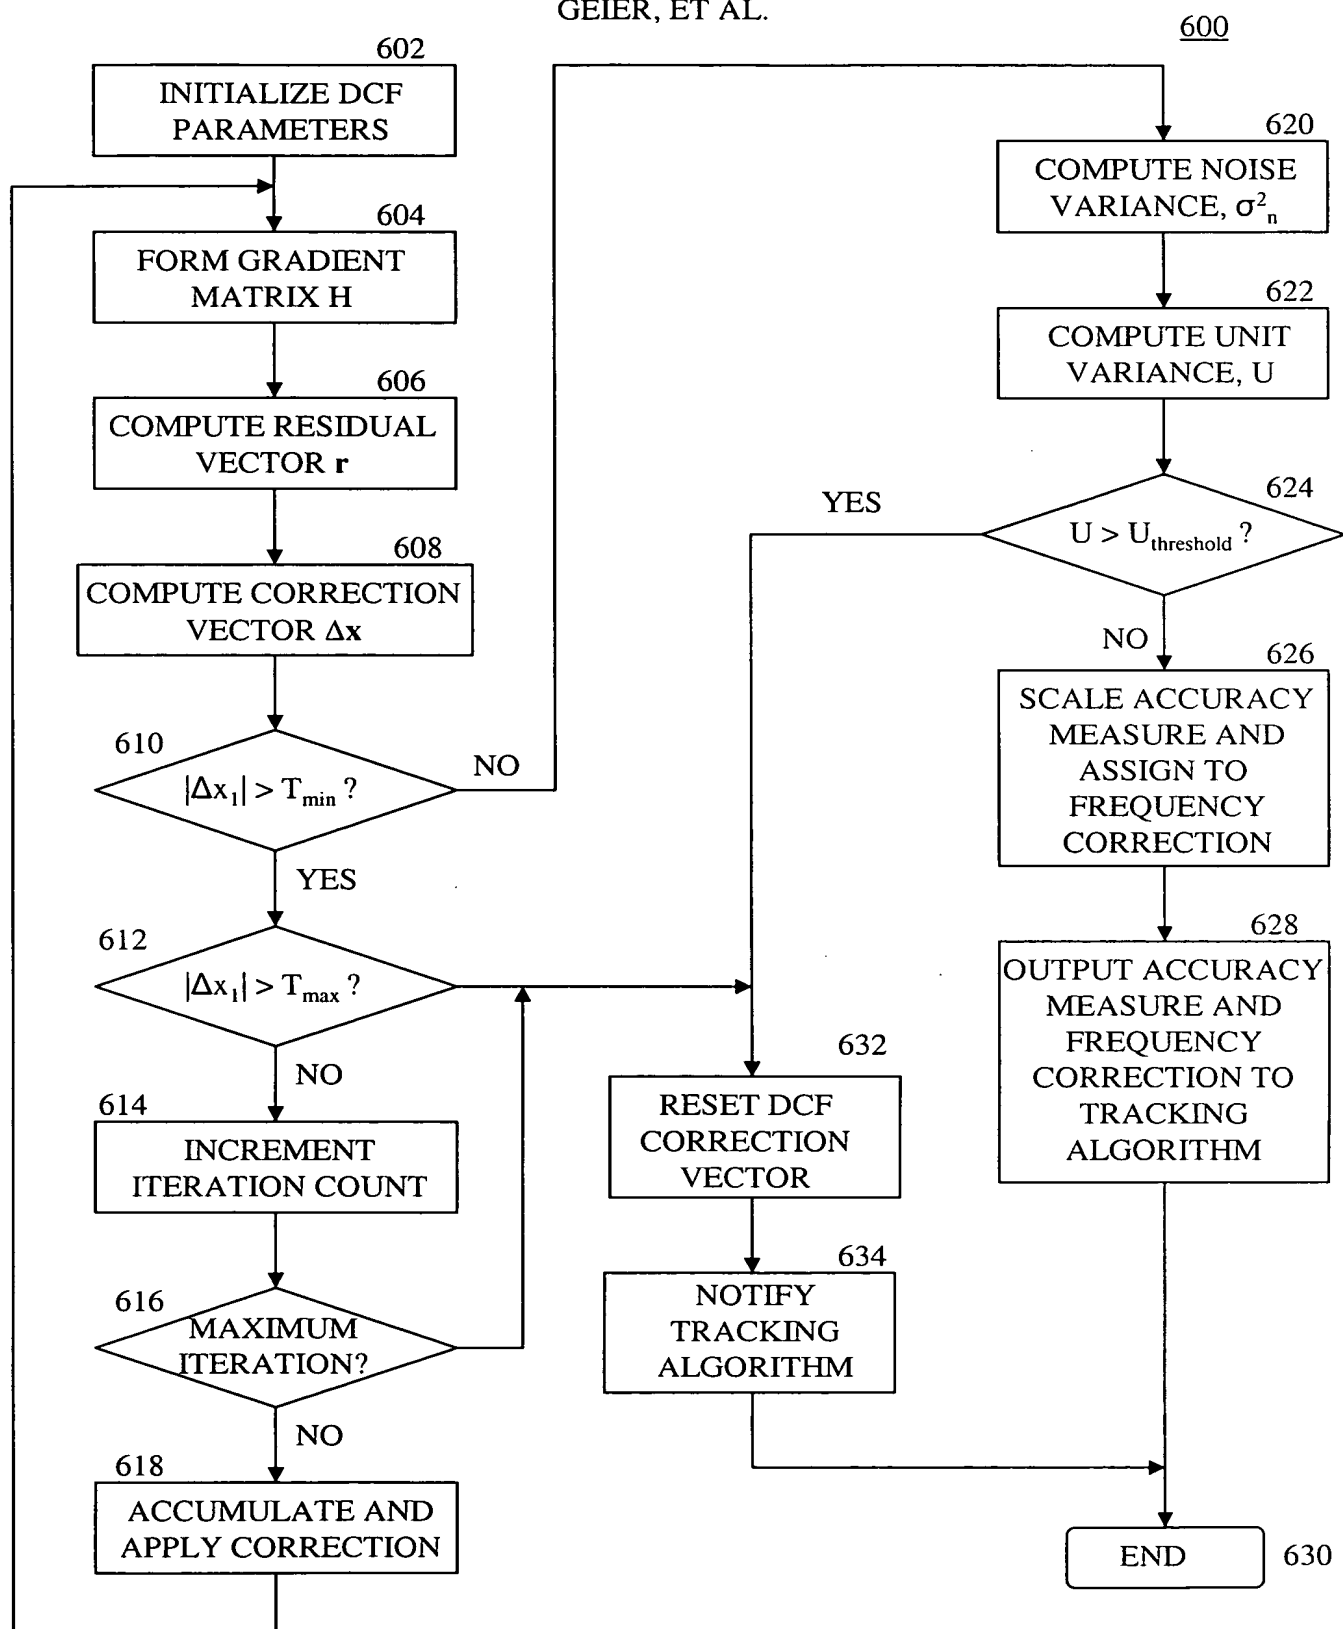 GEIER, ET AL.
600
602
INITIALIZE DCF
PARAMETERS
604
FORM GRADIENT
MATRIX H
606
COMPUTE RESIDUAL
VECTOR r
608
COMPUTE CORRECTION
VECTOR Δx
610
|Δx₁| > Tmin ?
NO
YES
612
|Δx₁| > Tmax ?
NO
614
INCREMENT
ITERATION COUNT
616
MAXIMUM
ITERATION?
NO
618
ACCUMULATE AND
APPLY CORRECTION
620
COMPUTE NOISE
VARIANCE, σ²n
622
COMPUTE UNIT
VARIANCE, U
624
U > Uthreshold ?
YES
NO
626
SCALE ACCURACY
MEASURE AND
ASSIGN TO
FREQUENCY
CORRECTION
628
OUTPUT ACCURACY
MEASURE AND
FREQUENCY
CORRECTION TO
TRACKING
ALGORITHM
632
RESET DCF
CORRECTION
VECTOR
634
NOTIFY
TRACKING
ALGORITHM
END
630